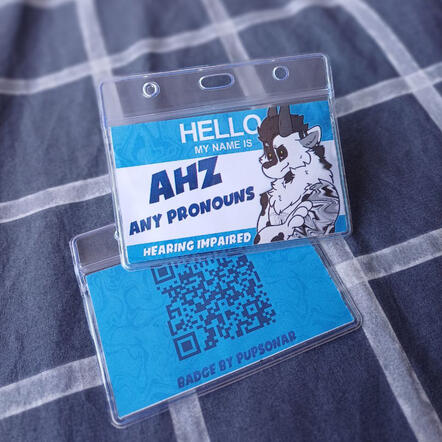 HELLO
MY NAME IS
AHZ
ANY PRONOUNS
HEARING IMPAIRED
BADGE BY PUPSONAR